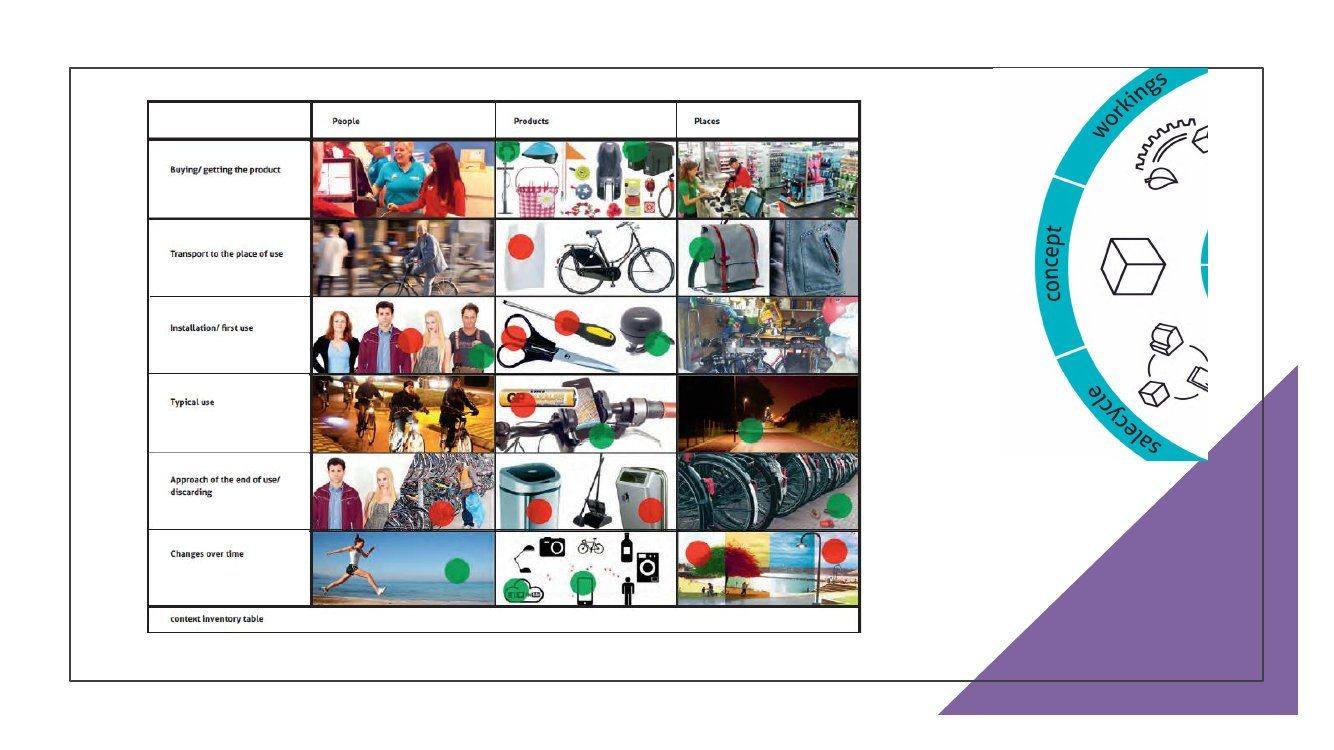 People
Products
Places
Buying/ getting the product
Transport to the place of use
Installation/ first use
Typical use
GP
Approach of the end of use/
discarding
Changes over time
context inventory table
workings
concept
salecycle